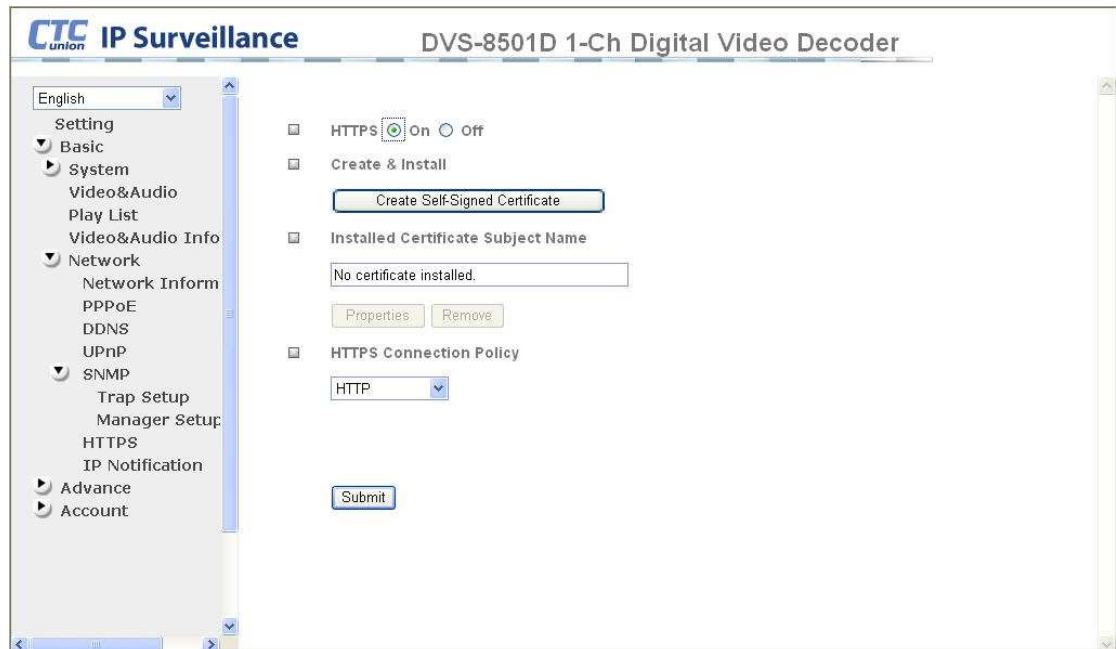 CTC union IP Surveillance
DVS-8501D 1-Ch Digital Video Decoder
English
Setting
Basic
System
Video&Audio
Play List
Video&Audio Info
Network
Network Inform
PPPoE
DDNS
UPnP
SNMP
Trap Setup
Manager Setup
HTTPS
IP Notification
Advance
Account
HTTPS On Off
Create & Install
Create Self-Signed Certificate
Installed Certificate Subject Name
No certificate installed.
Properties Remove
HTTPS Connection Policy
HTTP
Submit